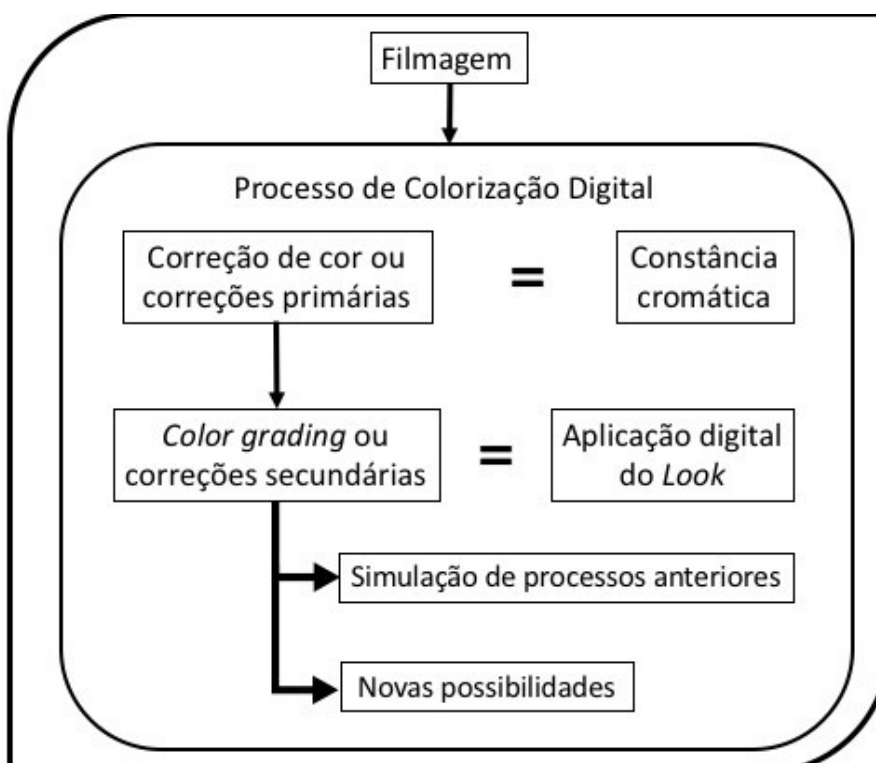 Filmagem
Processo de Colorização Digital
Correção de cor ou
correções primárias
=
Constância
cromática
Color grading ou
correções secundárias
=
Aplicação digital
do Look
Simulação de processos anteriores
Novas possibilidades